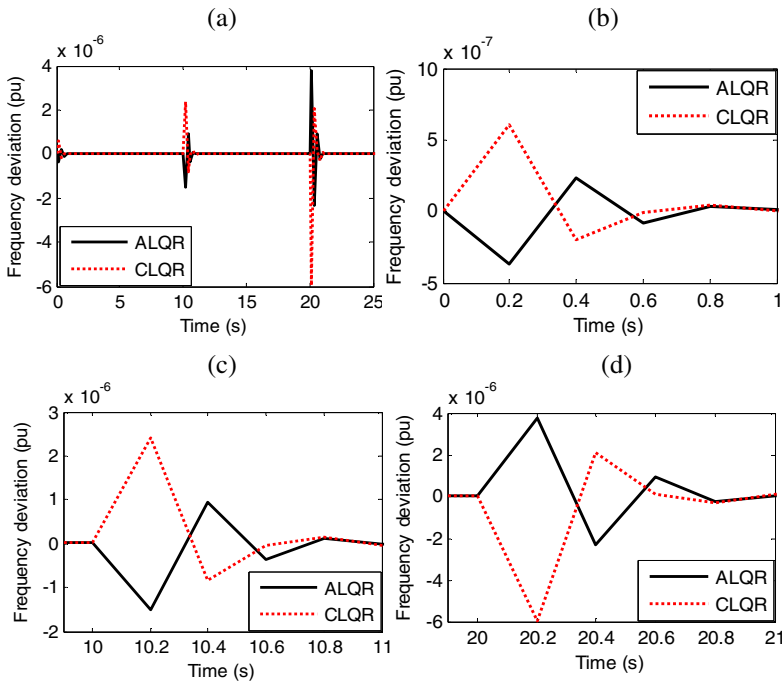 (a)
x 10^-6
Frequency deviation (pu)
4
2
0
-2
-4
-6
ALQR
CLQR
0
5
10
15
20
25
Time (s)
(b)
x 10^-7
Frequency deviation (pu)
10
5
0
-5
ALQR
CLQR
0
0.2
0.4
0.6
0.8
1
Time (s)
(c)
x 10^-6
Frequency deviation (pu)
3
2
1
0
-1
-2
ALQR
CLQR
10
10.2
10.4
10.6
10.8
11
Time (s)
(d)
x 10^-6
Frequency deviation (pu)
4
2
0
-2
-4
-6
ALQR
CLQR
20
20.2
20.4
20.6
20.8
21
Time (s)